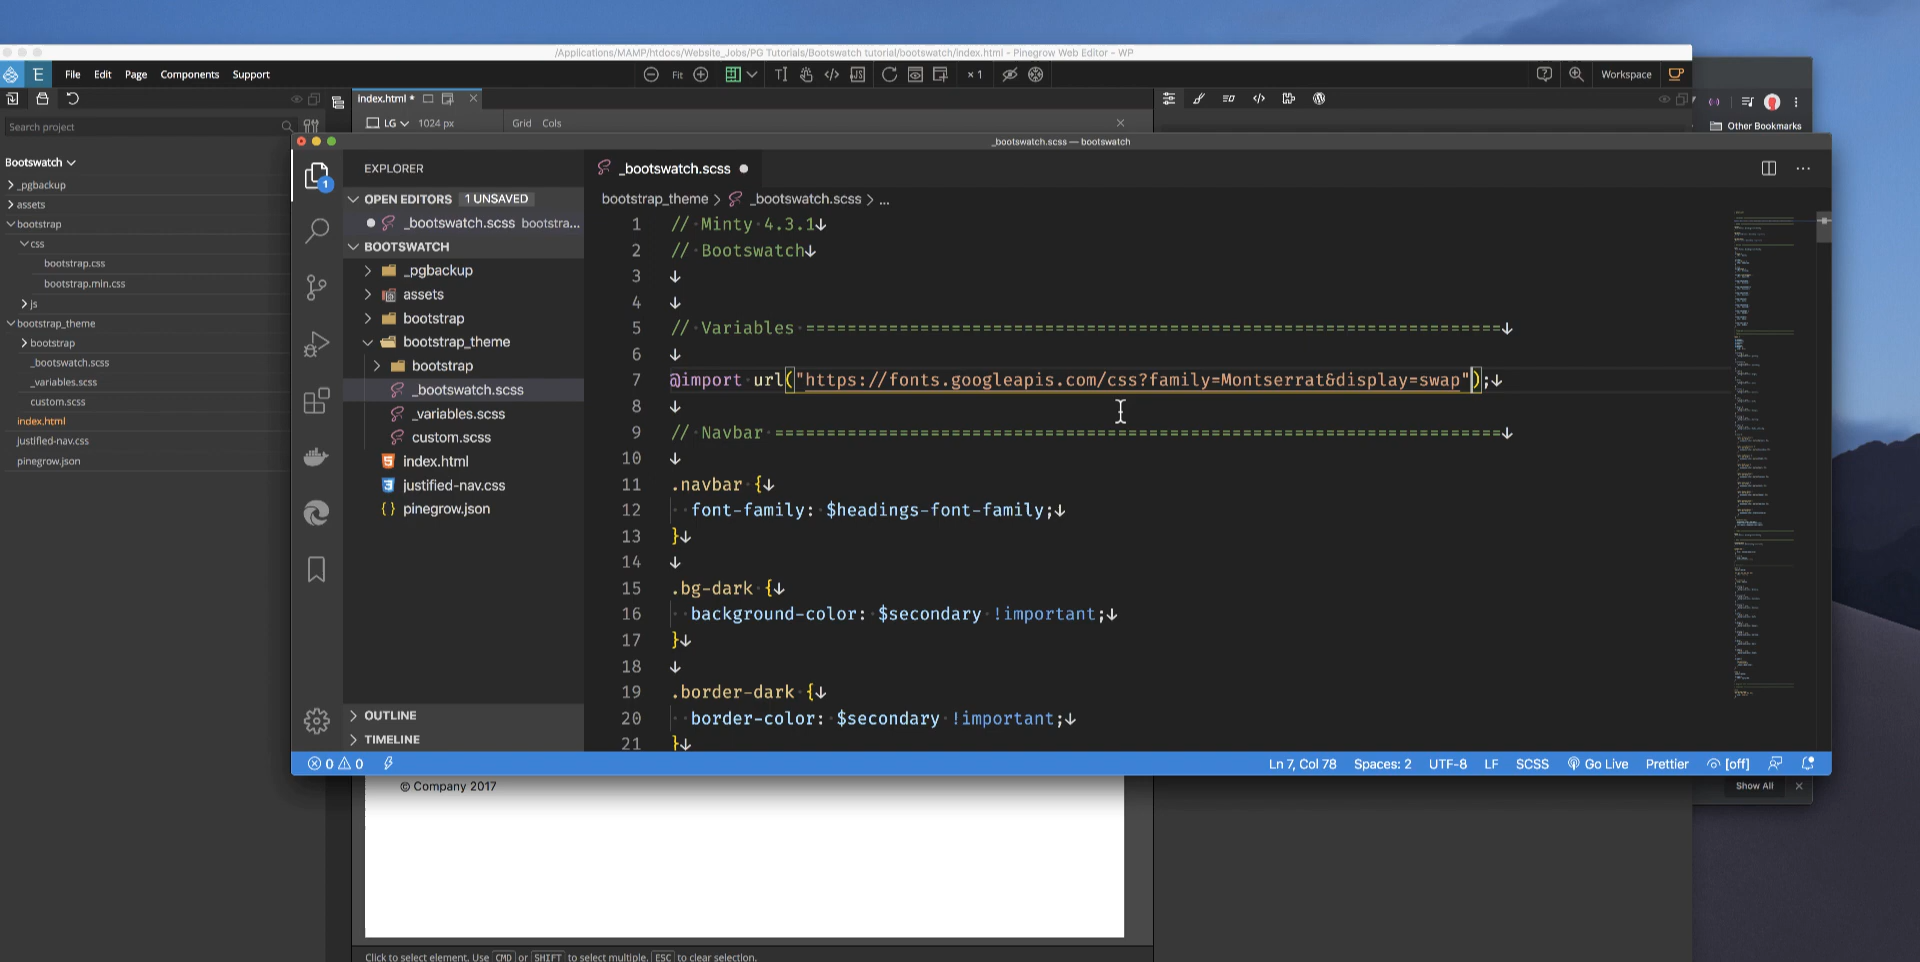 /Applications/MAMP/htdocs/Website_Jobs/PG Tutorials/Bootswatch tutorial/bootswatch/index.html - Pinegrow Web Editor - WP
E File Edit Page Components Support
Fit
JS
× 1
Workspace
index.html •
Other Bookmarks
Search project
LG 1024 px Grid Cols
Bootswatch
_pgbackup
assets
bootstrap
css
bootstrap.css
bootstrap.min.css
js
bootstrap_theme
bootstrap
_bootswatch.scss
_variables.scss
custom.scss
index.html
justified-nav.css
pinegrow.json
_bootswatch.scss — bootswatch
1
EXPLORER
OPEN EDITORS 1 UNSAVED
_bootswatch.scss bootstra...
BOOTSWATCH
_pgbackup
assets
bootstrap
bootstrap_theme
bootstrap
_bootswatch.scss
_variables.scss
custom.scss
index.html
justified-nav.css
{} pinegrow.json
OUTLINE
TIMELINE
_bootswatch.scss ●
bootstrap_theme > _bootswatch.scss > ...
1 // Minty 4.3.1↓
2 // Bootswatch↓
3 ↓
4 ↓
5 // Variables ===================================================================↓
6 ↓
7 @import url("https://fonts.googleapis.com/css?family=Montserrat&display=swap");↓
8 ↓
9 // Navbar ======================================================================↓
10 ↓
11 .navbar {↓
12 font-family: $headings-font-family;↓
13 }↓
14 ↓
15 .bg-dark {↓
16 background-color: $secondary !important;↓
17 }↓
18 ↓
19 .border-dark {↓
20 border-color: $secondary !important;↓
21 }↓
0 0 Ln 7, Col 78 Spaces: 2 UTF-8 LF SCSS Go Live Prettier [off]
© Company 2017
Show All
Click to select element. Use CMD or SHIFT to select multiple. ESC to clear selection.